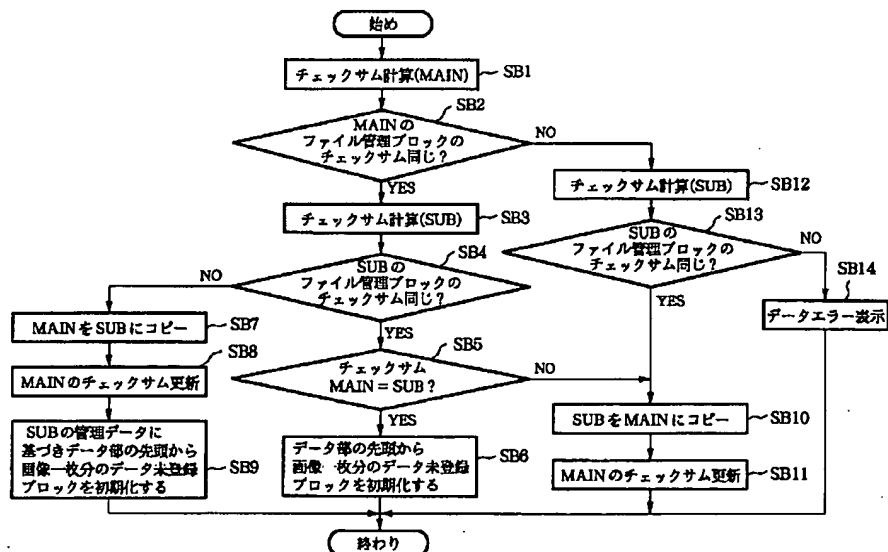 始め
チェックサム計算(MAIN)
SB1
SB2
MAINの
ファイル管理ブロックの
チェックサム同じ?
NO
YES
チェックサム計算(SUB)
SB12
チェックサム計算(SUB)
SB3
SB13
SUBの
ファイル管理ブロックの
チェックサム同じ?
NO
YES
SB4
SUBの
ファイル管理ブロックの
チェックサム同じ?
NO
YES
SB14
データエラー表示
MAINをSUBにコピー
SB7
SB8
MAINのチェックサム更新
SB5
チェックサム
MAIN = SUB?
NO
YES
SUBをMAINにコピー
SB10
SUBの管理データに
基づきデータ部の先頭から
画像一枚分のデータ未登録
ブロックを初期化する
SB9
データ部の先頭から
画像一枚分のデータ未登録
ブロックを初期化する
SB6
MAINのチェックサム更新
SB11
終わり